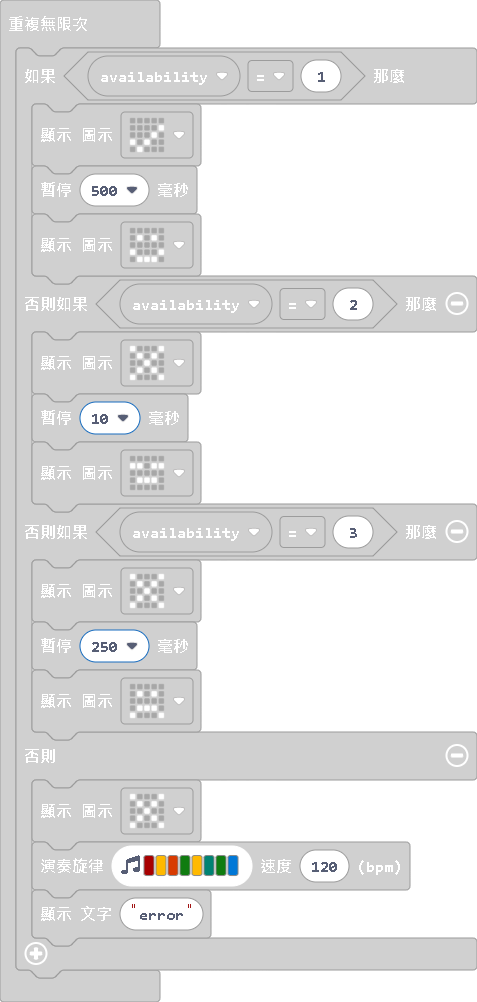 重複無限次
如果 availability = 1 那麼
顯示 圖示
暫停 500 毫秒
顯示 圖示
否則如果 availability = 2 那麼
顯示 圖示
暫停 10 毫秒
顯示 圖示
否則如果 availability = 3 那麼
顯示 圖示
暫停 250 毫秒
顯示 圖示
否則
顯示 圖示
演奏旋律 速度 120 (bpm)
顯示 文字 "error"